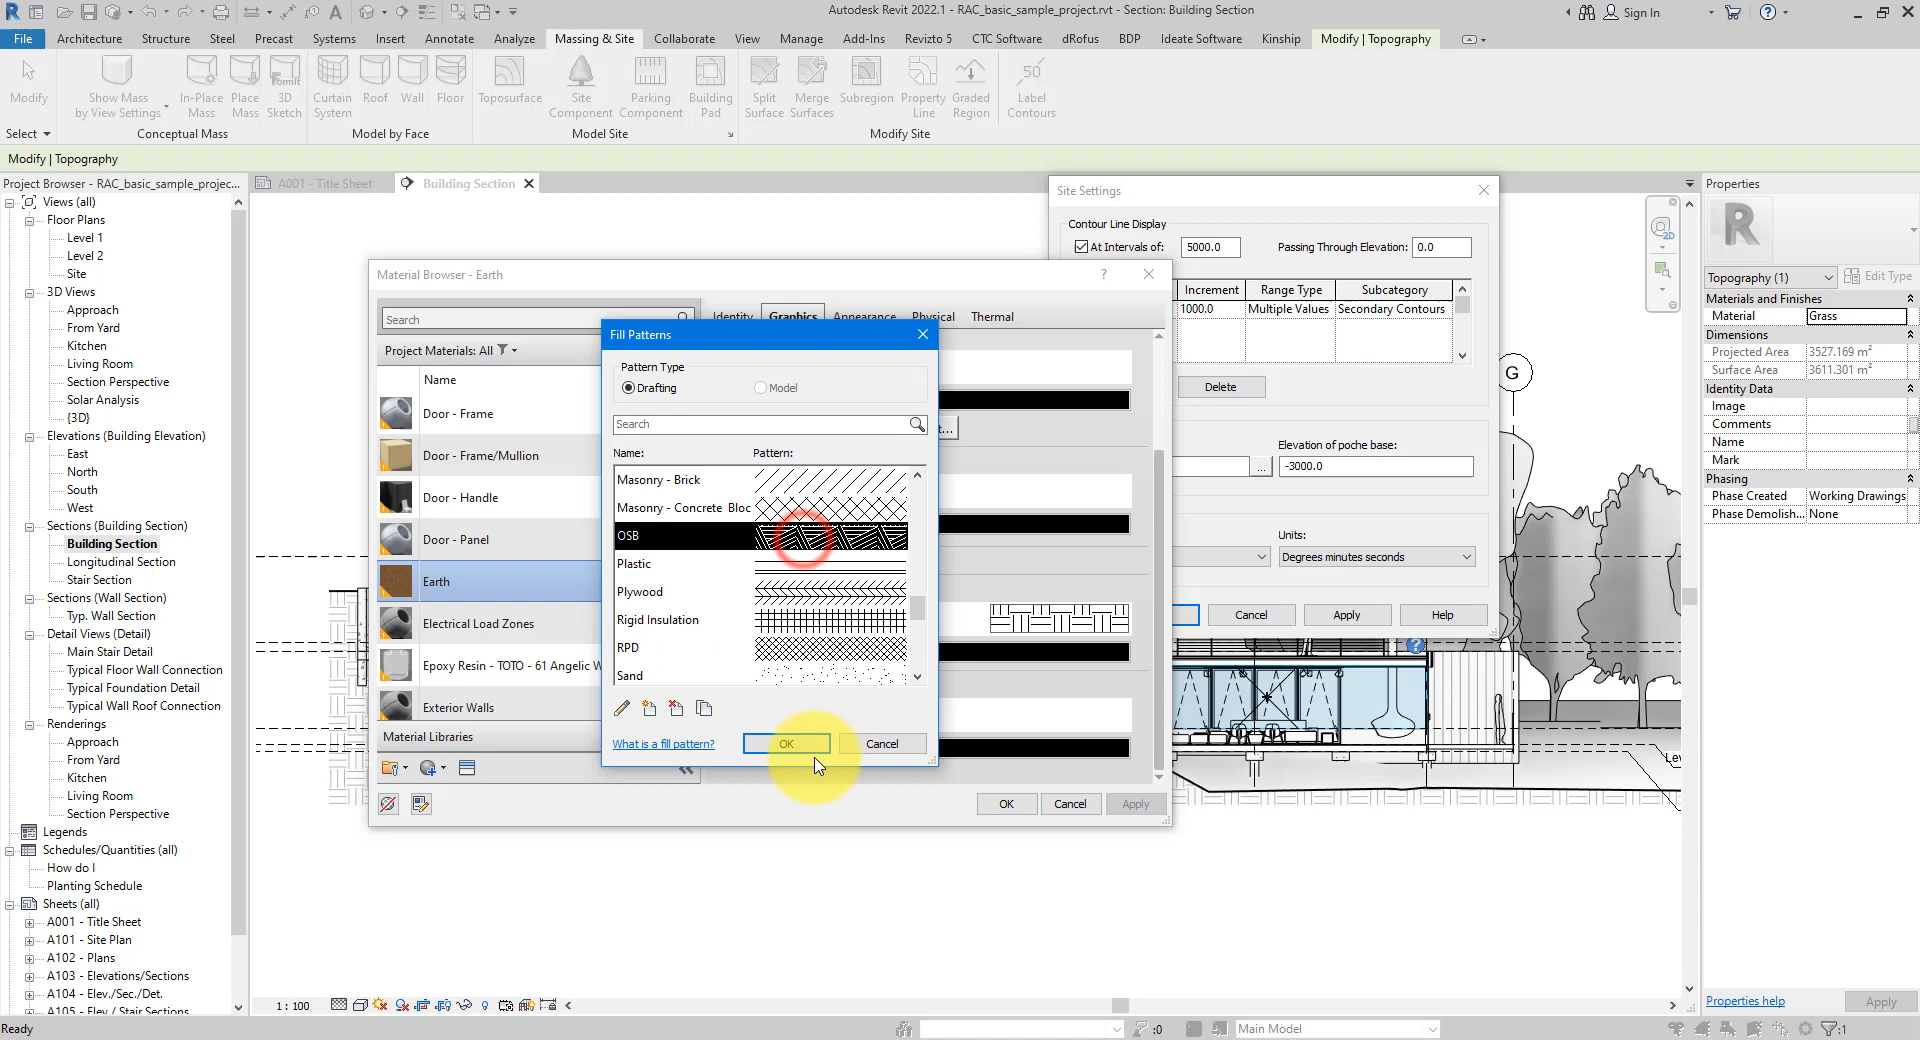 Autodesk Revit 2022.1 - RAC_basic_sample_project.rvt - Section: Building Section
Sign In
File Architecture Structure Steel Precast Systems Insert Annotate Analyze Massing & Site Collaborate View Manage Add-Ins Revizto 5 CTC Software dRofus BDP Ideate Software Kinship Modify | Topography
Modify
Show Mass by View Settings
In-Place Mass
Place Mass
3D Sketch
Curtain System
Roof
Wall
Floor
Toposurface
Site Component
Parking Component
Building Pad
Split Surface
Merge Surfaces
Subregion
Property Line
Graded Region
Label Contours
Select
Conceptual Mass
Model by Face
Model Site
Modify Site
Modify | Topography
Project Browser - RAC_basic_sample_projec...
Views (all)
Floor Plans
Level 1
Level 2
Site
3D Views
Approach
From Yard
Kitchen
Living Room
Section Perspective
Solar Analysis
{3D}
Elevations (Building Elevation)
East
North
South
West
Sections (Building Section)
Building Section
Longitudinal Section
Stair Section
Sections (Wall Section)
Typ. Wall Section
Detail Views (Detail)
Main Stair Detail
Typical Floor Wall Connection
Typical Foundation Detail
Typical Wall Roof Connection
Renderings
Approach
From Yard
Kitchen
Living Room
Section Perspective
Legends
Schedules/Quantities (all)
How do I
Planting Schedule
Sheets (all)
A001 - Title Sheet
A101 - Site Plan
A102 - Plans
A103 - Elevations/Sections
A104 - Elev./Sec./Det.
A105 - Elev./ Stair Sections
A001 - Title Sheet
Building Section
Material Browser - Earth
?
Search
Project Materials: All
Name
Door - Frame
Door - Frame/Mullion
Door - Handle
Door - Panel
Earth
Electrical Load Zones
Epoxy Resin - TOTO - 61 Angelic W
Exterior Walls
Material Libraries
Identity Graphics Appearance Physical Thermal
t...
OK Cancel Apply
Fill Patterns
Pattern Type
Drafting
Model
Search
Name:
Pattern:
Masonry - Brick
Masonry - Concrete Bloc
OSB
Plastic
Plywood
Rigid Insulation
RPD
Sand
What is a fill pattern?
OK
Cancel
Site Settings
Contour Line Display
At Intervals of:
5000.0
Passing Through Elevation:
0.0
Increment Range Type Subcategory
1000.0 Multiple Values Secondary Contours
Delete
Elevation of poche base:
...
-3000.0
Units:
Degrees minutes seconds
Cancel
Apply
Help
G
2D
Lev
Properties
R
Topography (1)
Edit Type
Materials and Finishes
Material Grass
Dimensions
Projected Area 3527.169 m²
Surface Area 3611.301 m²
Identity Data
Image
Comments
Name
Mark
Phasing
Phase Created Working Drawings
Phase Demolish... None
Properties help
Apply
1 : 100
Ready
:0
Main Model
:1